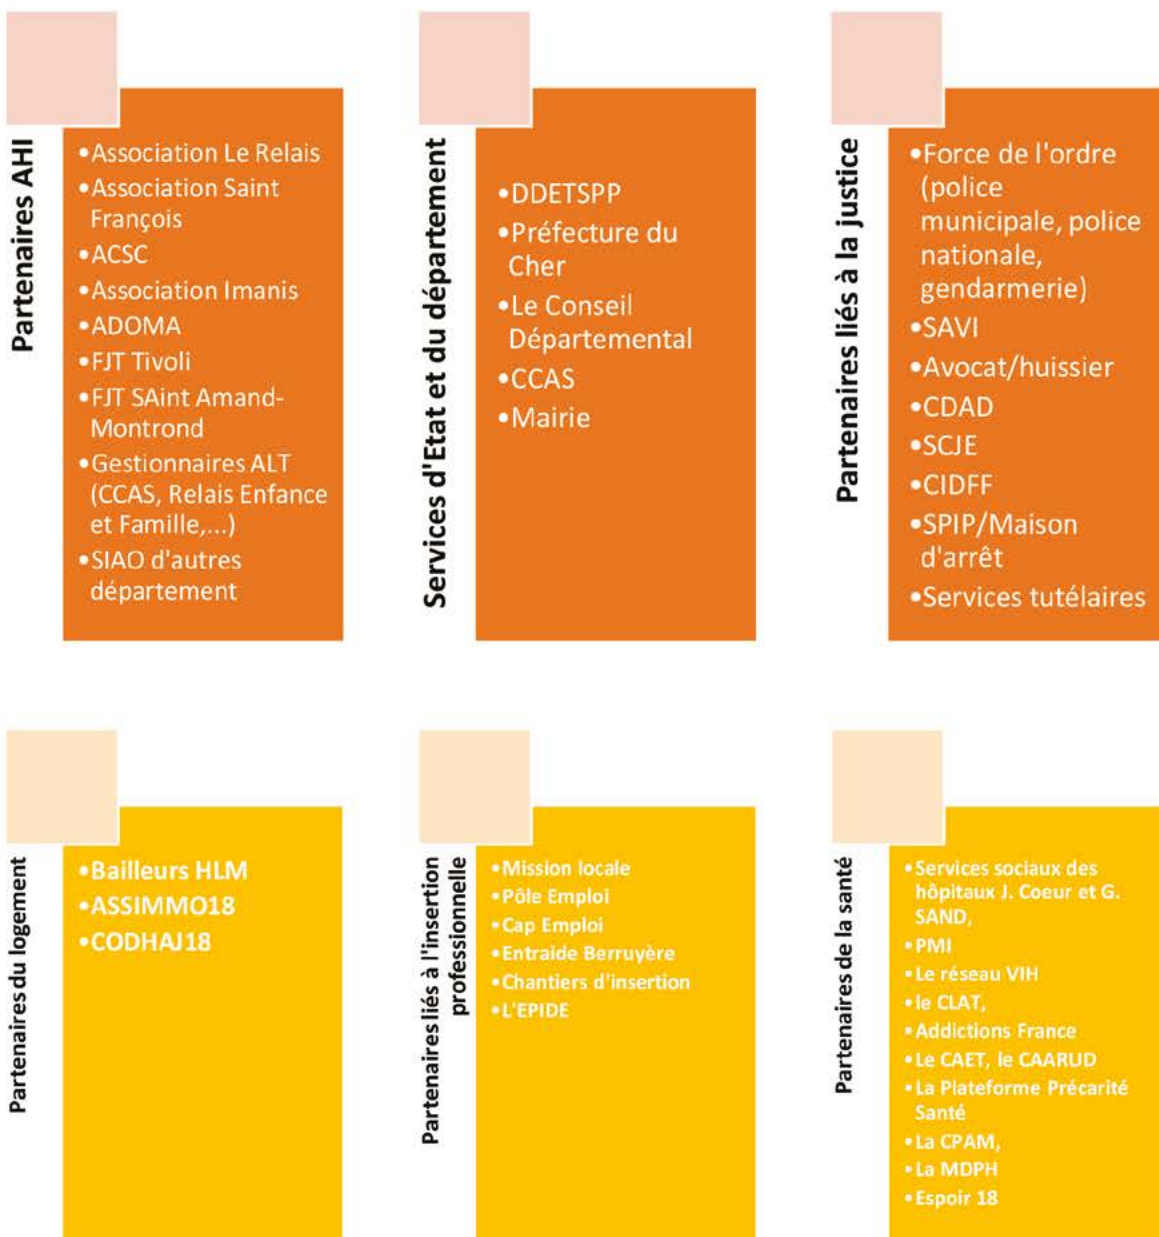 Partenaires AHI
•Association Le Relais
•Association Saint
François
•ACSC
•Association Imanis
•ADOMA
•FJT Tivoli
•FJT SAint Amand-
Montrond
•Gestionnaires ALT
(CCAS, Relais Enfance
et Famille,...)
•SIAO d'autres
département
Services d'Etat et du département
•DDETSPP
•Préfecture du
Cher
•Le Conseil
Départemental
•CCAS
•Mairie
Partenaires liés à la justice
•Force de l'ordre
(police
municipale, police
nationale,
gendarmerie)
•SAVI
•Avocat/huissier
•CDAD
•SCJE
•CIDFF
•SPIP/Maison
d'arrêt
•Services tutélaires
Partenaires du logement
•Bailleurs HLM
•ASSIMMO18
•CODHAJ18
Partenaires liés à l'insertion
professionnelle
•Mission locale
•Pôle Emploi
•Cap Emploi
•Entraide Berruyère
•Chantiers d'insertion
•L'EPIDE
Partenaires de la santé
•Services sociaux des
hôpitaux J. Coeur et G.
SAND,
•PMI
•Le réseau VIH
•le CLAT,
•Addictions France
•Le CAET, le CAARUD
•La Plateforme Précarité
Santé
•La CPAM,
•La MDPH
•Espoir 18